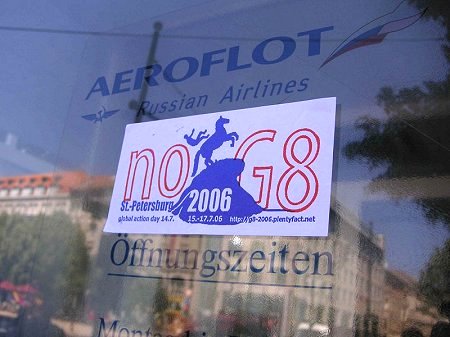 AEROFLOT
Russian Airlines
no G8
St.-Petersburg 2006
global action day 14.7. 15.-17.7.06 http://g8-2006.plentyfact.net
Öffnungszeiten